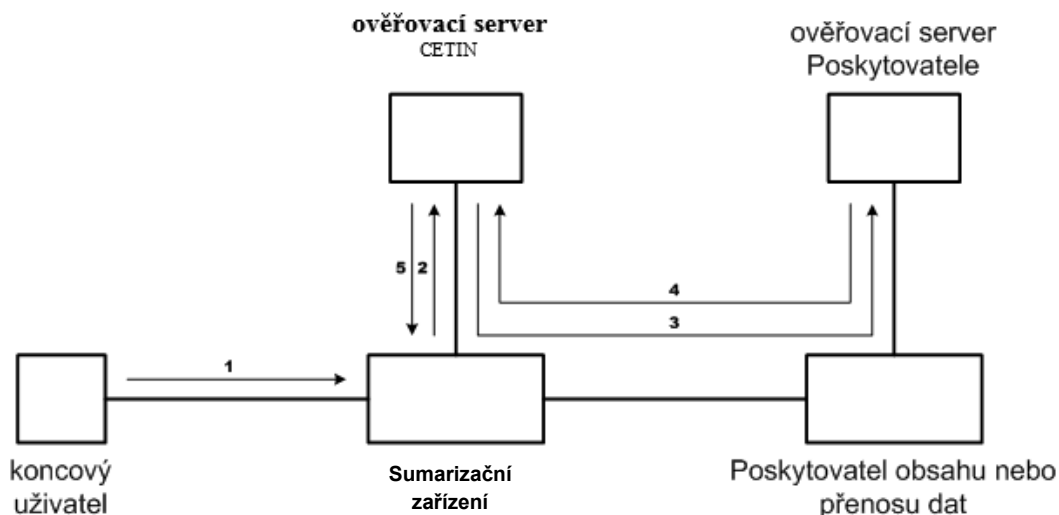 ověřovací server
CETIN
ověřovací server
Poskytovatele
5
2
4
3
1
koncový
uživatel
Sumarizační
zařízení
Poskytovatel obsahu nebo
přenosu dat